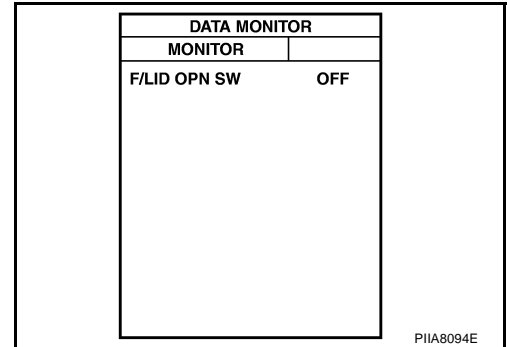 DATA MONITOR
MONITOR
F/LID OPN SW OFF
PIIA8094E